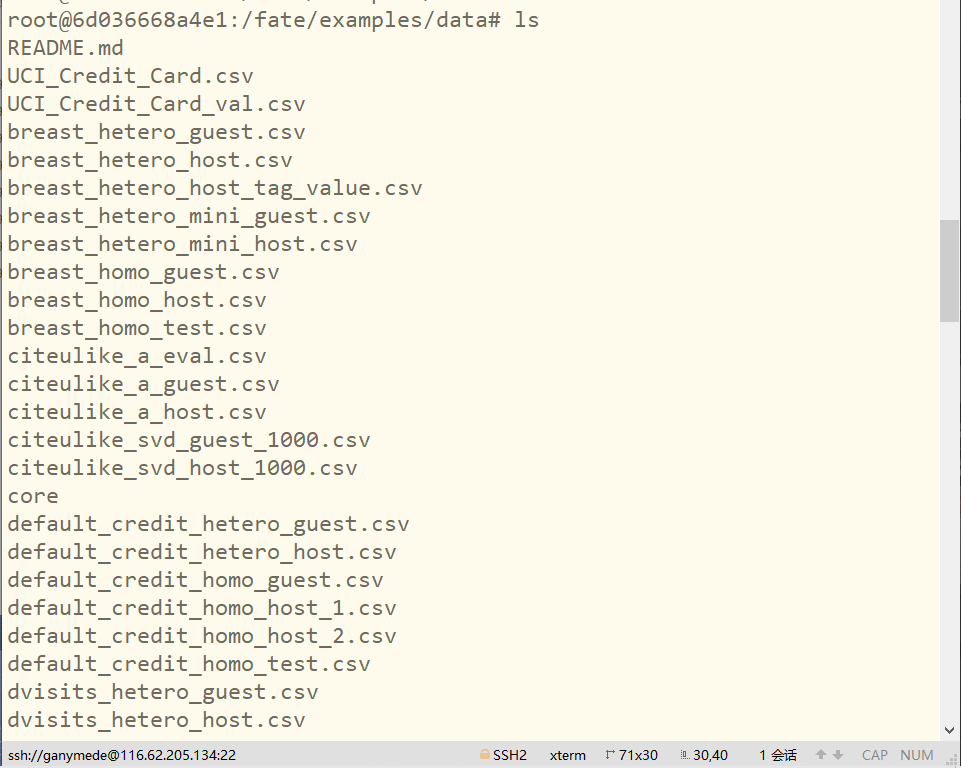 root@6d036668a4e1:/fate/examples/data# ls
README.md
UCI_Credit_Card.csv
UCI_Credit_Card_val.csv
breast_hetero_guest.csv
breast_hetero_host.csv
breast_hetero_host_tag_value.csv
breast_hetero_mini_guest.csv
breast_hetero_mini_host.csv
breast_homo_guest.csv
breast_homo_host.csv
breast_homo_test.csv
citeulike_a_eval.csv
citeulike_a_guest.csv
citeulike_a_host.csv
citeulike_svd_guest_1000.csv
citeulike_svd_host_1000.csv
core
default_credit_hetero_guest.csv
default_credit_hetero_host.csv
default_credit_homo_guest.csv
default_credit_homo_host_1.csv
default_credit_homo_host_2.csv
default_credit_homo_test.csv
dvisits_hetero_guest.csv
dvisits_hetero_host.csv
ssh://ganymede@116.62.205.134:22 SSH2 xterm 71x30 30,40 1 会话 CAP NUM